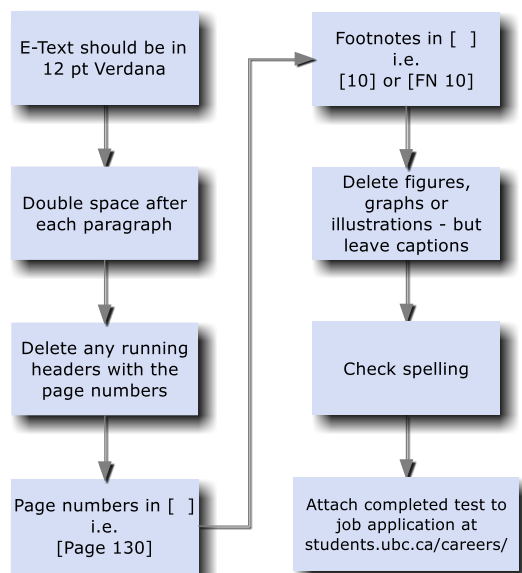 E-Text should be in
12 pt Verdana
Double space after
each paragraph
Delete any running
headers with the
page numbers
Page numbers in [  ]
i.e.
[Page 130]
Footnotes in [  ]
i.e.
[10] or [FN 10]
Delete figures,
graphs or
illustrations - but
leave captions
Check spelling
Attach completed test to
job application at
students.ubc.ca/careers/